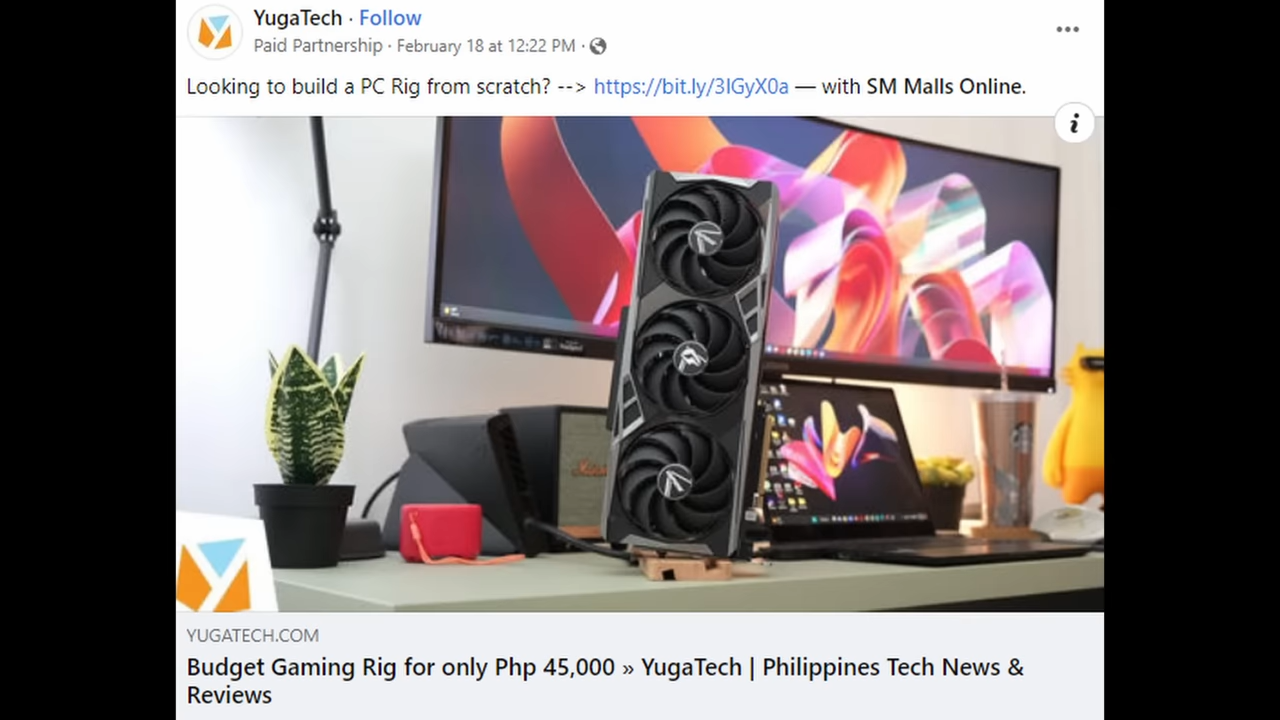 YugaTech · Follow
Paid Partnership · February 18 at 12:22 PM ·
Looking to build a PC Rig from scratch? --> https://bit.ly/3lGyX0a — with SM Malls Online.
i
Marshall
YUGATECH.COM
Budget Gaming Rig for only Php 45,000 » YugaTech | Philippines Tech News &
Reviews